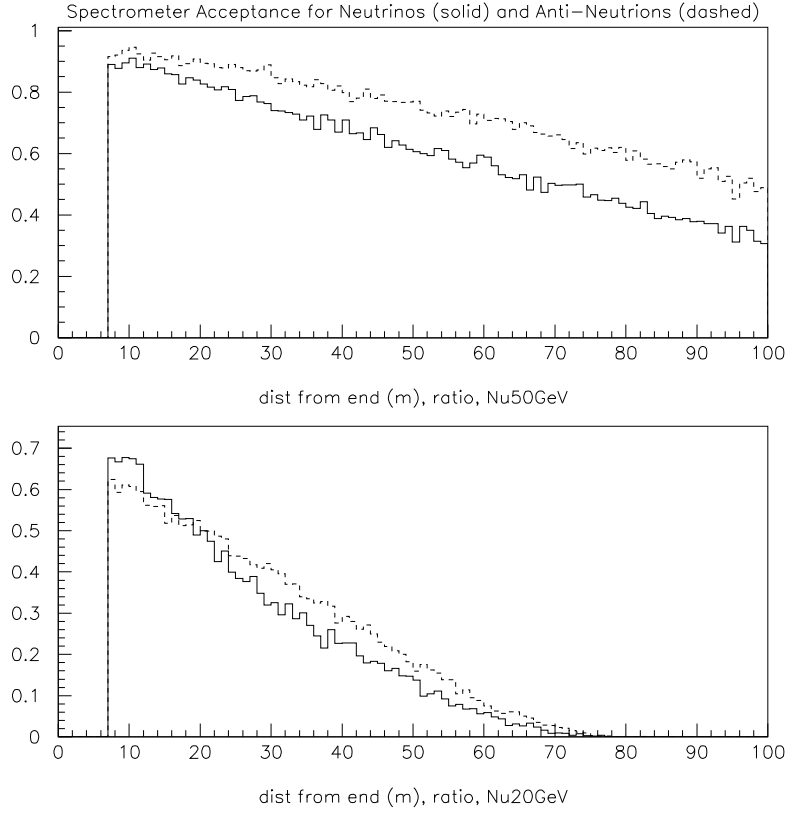 Spectrometer Acceptance for Neutrinos (solid) and Anti-Neutrions (dashed)
1
0.8
0.6
0.4
0.2
0
0 10 20 30 40 50 60 70 80 90 100
dist from end (m), ratio, Nu50GeV
0.7
0.6
0.5
0.4
0.3
0.2
0.1
0
0 10 20 30 40 50 60 70 80 90 100
dist from end (m), ratio, Nu20GeV